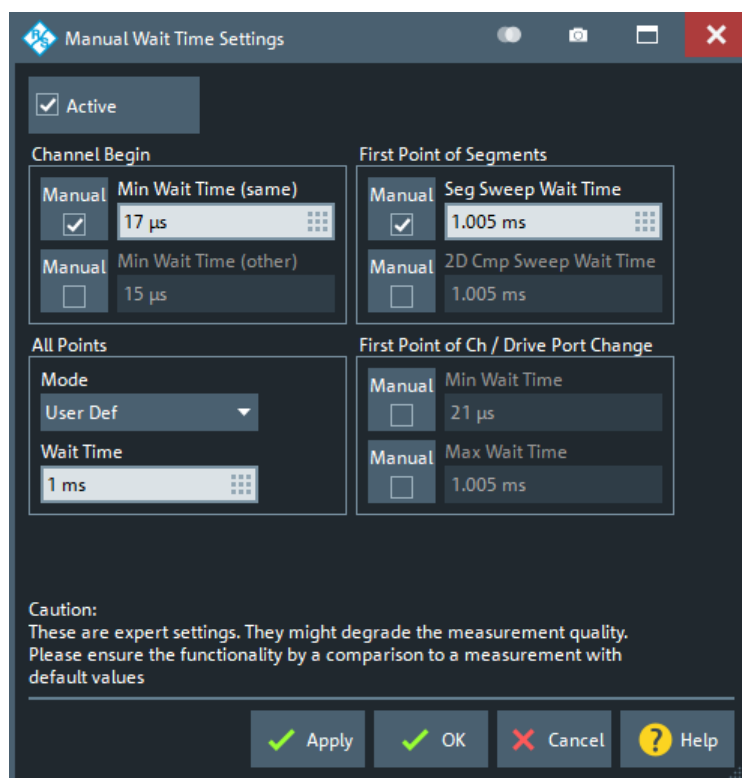 R&S Manual Wait Time Settings
Active
Channel Begin
Manual Min Wait Time (same)
17 µs
Manual Min Wait Time (other)
15 µs
First Point of Segments
Manual Seg Sweep Wait Time
1.005 ms
Manual 2D Cmp Sweep Wait Time
1.005 ms
All Points
Mode
User Def
Wait Time
1 ms
First Point of Ch / Drive Port Change
Manual Min Wait Time
21 µs
Manual Max Wait Time
1.005 ms
Caution:
These are expert settings. They might degrade the measurement quality.
Please ensure the functionality by a comparison to a measurement with
default values
Apply OK Cancel ? Help